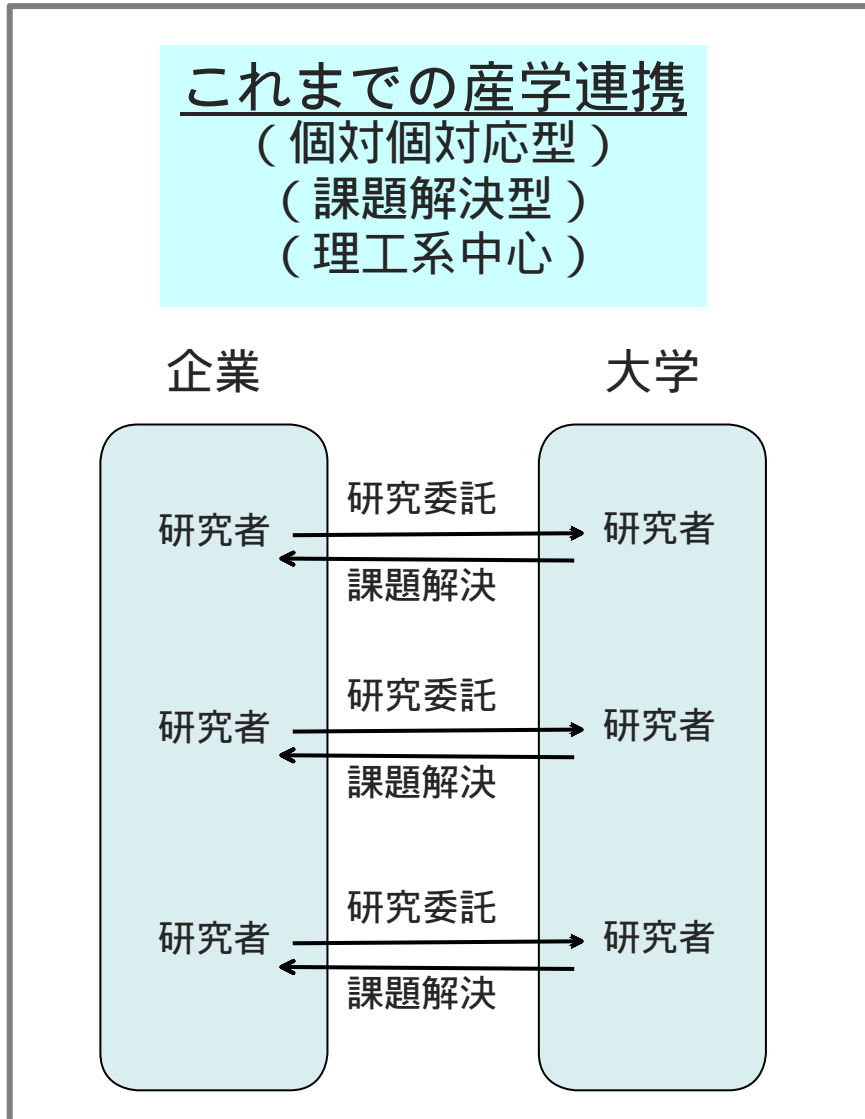 これまでの産学連携
（個対個対応型）
（課題解決型）
（理工系中心）
企業
大学
研究者
研究委託
研究者
課題解決
研究者
研究委託
研究者
課題解決
研究者
研究委託
研究者
課題解決